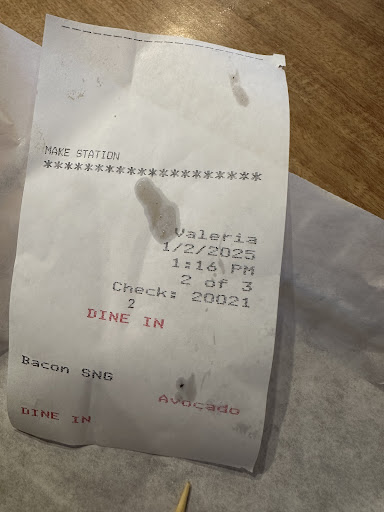 MAKE STATION
********************
Valeria
1/2/2025
1:16 PM
2 of 3
Check: 20021
2
DINE IN
Bacon SNG
Avocado
DINE IN